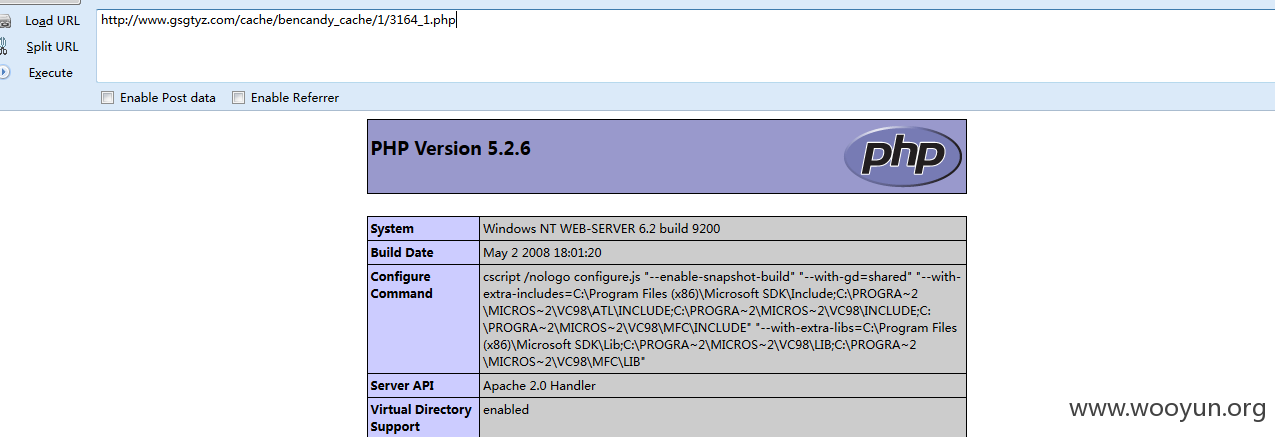 Load URL
http://www.gsgtyz.com/cache/bencandy_cache/1/3164_1.php
Split URL
Execute
Enable Post data
Enable Referrer
PHP Version 5.2.6
php
System
Windows NT WEB-SERVER 6.2 build 9200
Build Date
May 2 2008 18:01:20
Configure
Command
cscript /nologo configure.js "--enable-snapshot-build" "--with-gd=shared" "--with-
extra-includes=C:\Program Files (x86)\Microsoft SDK\Include;C:\PROGRA~2
\MICROS~2\VC98\ATL\INCLUDE;C:\PROGRA~2\MICROS~2\VC98\INCLUDE;C:
\PROGRA~2\MICROS~2\VC98\MFC\INCLUDE" "--with-extra-libs=C:\Program Files
(x86)\Microsoft SDK\Lib;C:\PROGRA~2\MICROS~2\VC98\LIB;C:\PROGRA~2
\MICROS~2\VC98\MFC\LIB"
Server API
Apache 2.0 Handler
Virtual Directory
Support
enabled
www.wooyun.org